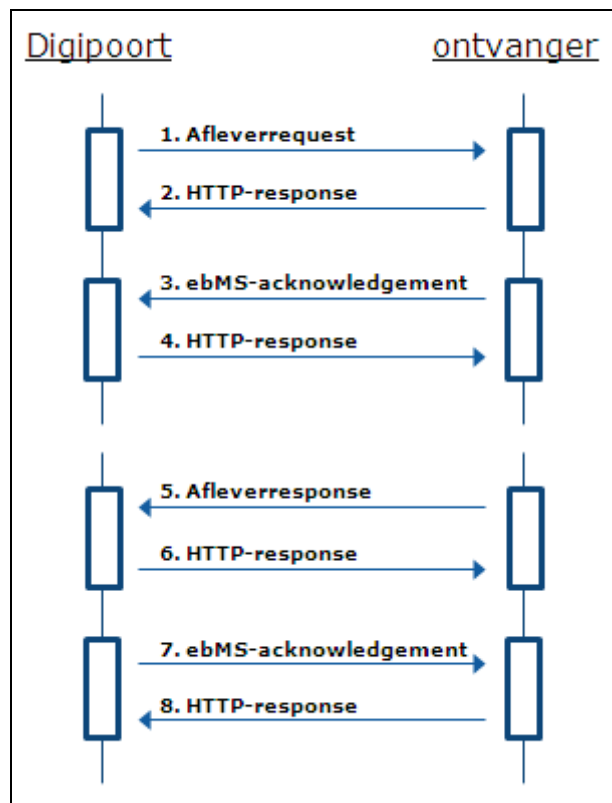 Digipoort ontvanger
1. Afleverrequest
2. HTTP-response
3. ebMS-acknowledgement
4. HTTP-response
5. Afleverresponse
6. HTTP-response
7. ebMS-acknowledgement
8. HTTP-response